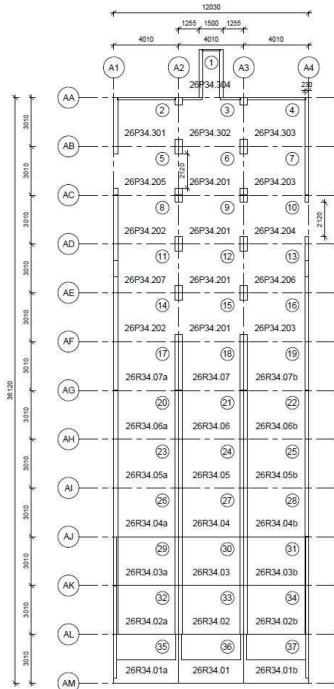 12030
4010 4010 4010
1255 1500 1255
A1 A2 1 A3 A4
26P34.304
230
AA 2 3 4
3010 26P34.301 26P34.302 26P34.303
AB 5 6 7
3010 26P34.205 2720 26P34.201 26P34.203
AC 8 9 10
3010 26P34.202 26P34.201 26P34.204 2120
AD 11 12 13
3010 26P34.207 26P34.201 26P34.206
AE 14 15 16
3010 26P34.202 26P34.201 26P34.203
AF 17 18 19
3010 26R34.07a 26R34.07 26R34.07b
36120
AG 20 21 22
3010 26R34.06a 26R34.06 26R34.06b
AH 23 24 25
3010 26R34.05a 26R34.05 26R34.05b
AI 26 27 28
3010 26R34.04a 26R34.04 26R34.04b
AJ 29 30 31
3010 26R34.03a 26R34.03 26R34.03b
AK 32 33 34
3010 26R34.02a 26R34.02 26R34.02b
AL 35 36 37
3010 26R34.01a 26R34.01 26R34.01b
AM